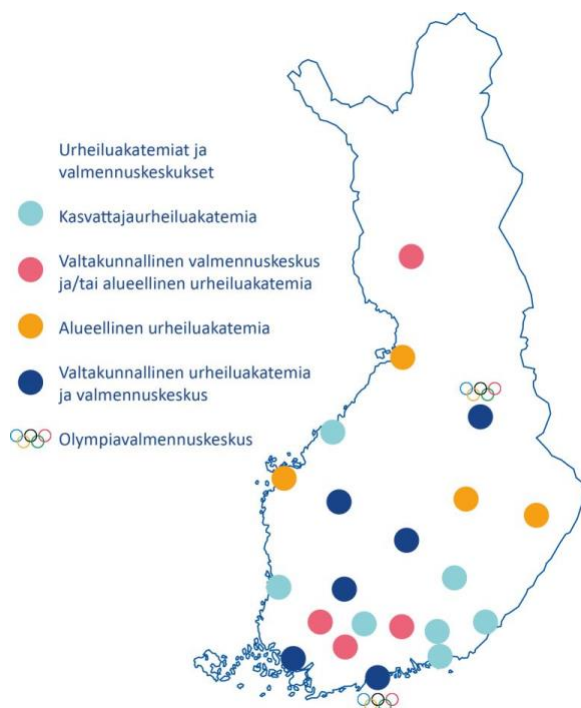 Urheiluakatemiat ja
valmennuskeskukset
Kasvattajaurheiluakatemia
Valtakunnallinen valmennuskeskus
ja/tai alueellinen urheiluakatemia
Alueellinen urheiluakatemia
Valtakunnallinen urheiluakatemia
ja valmennuskeskus
Olympiavalmennuskeskus